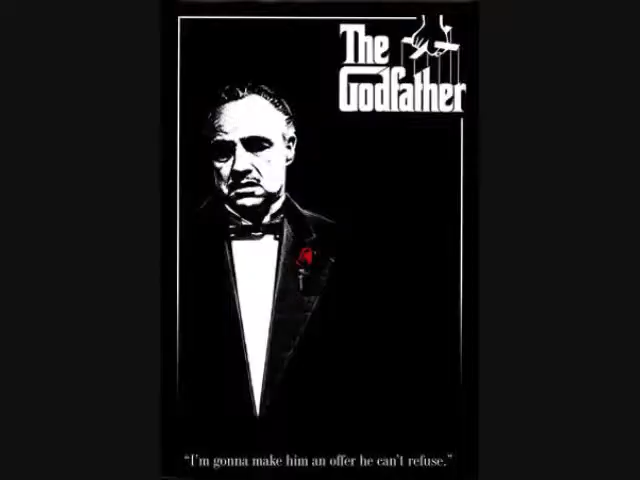 The
Godfather
“I’m gonna make him an offer he can’t refuse.”